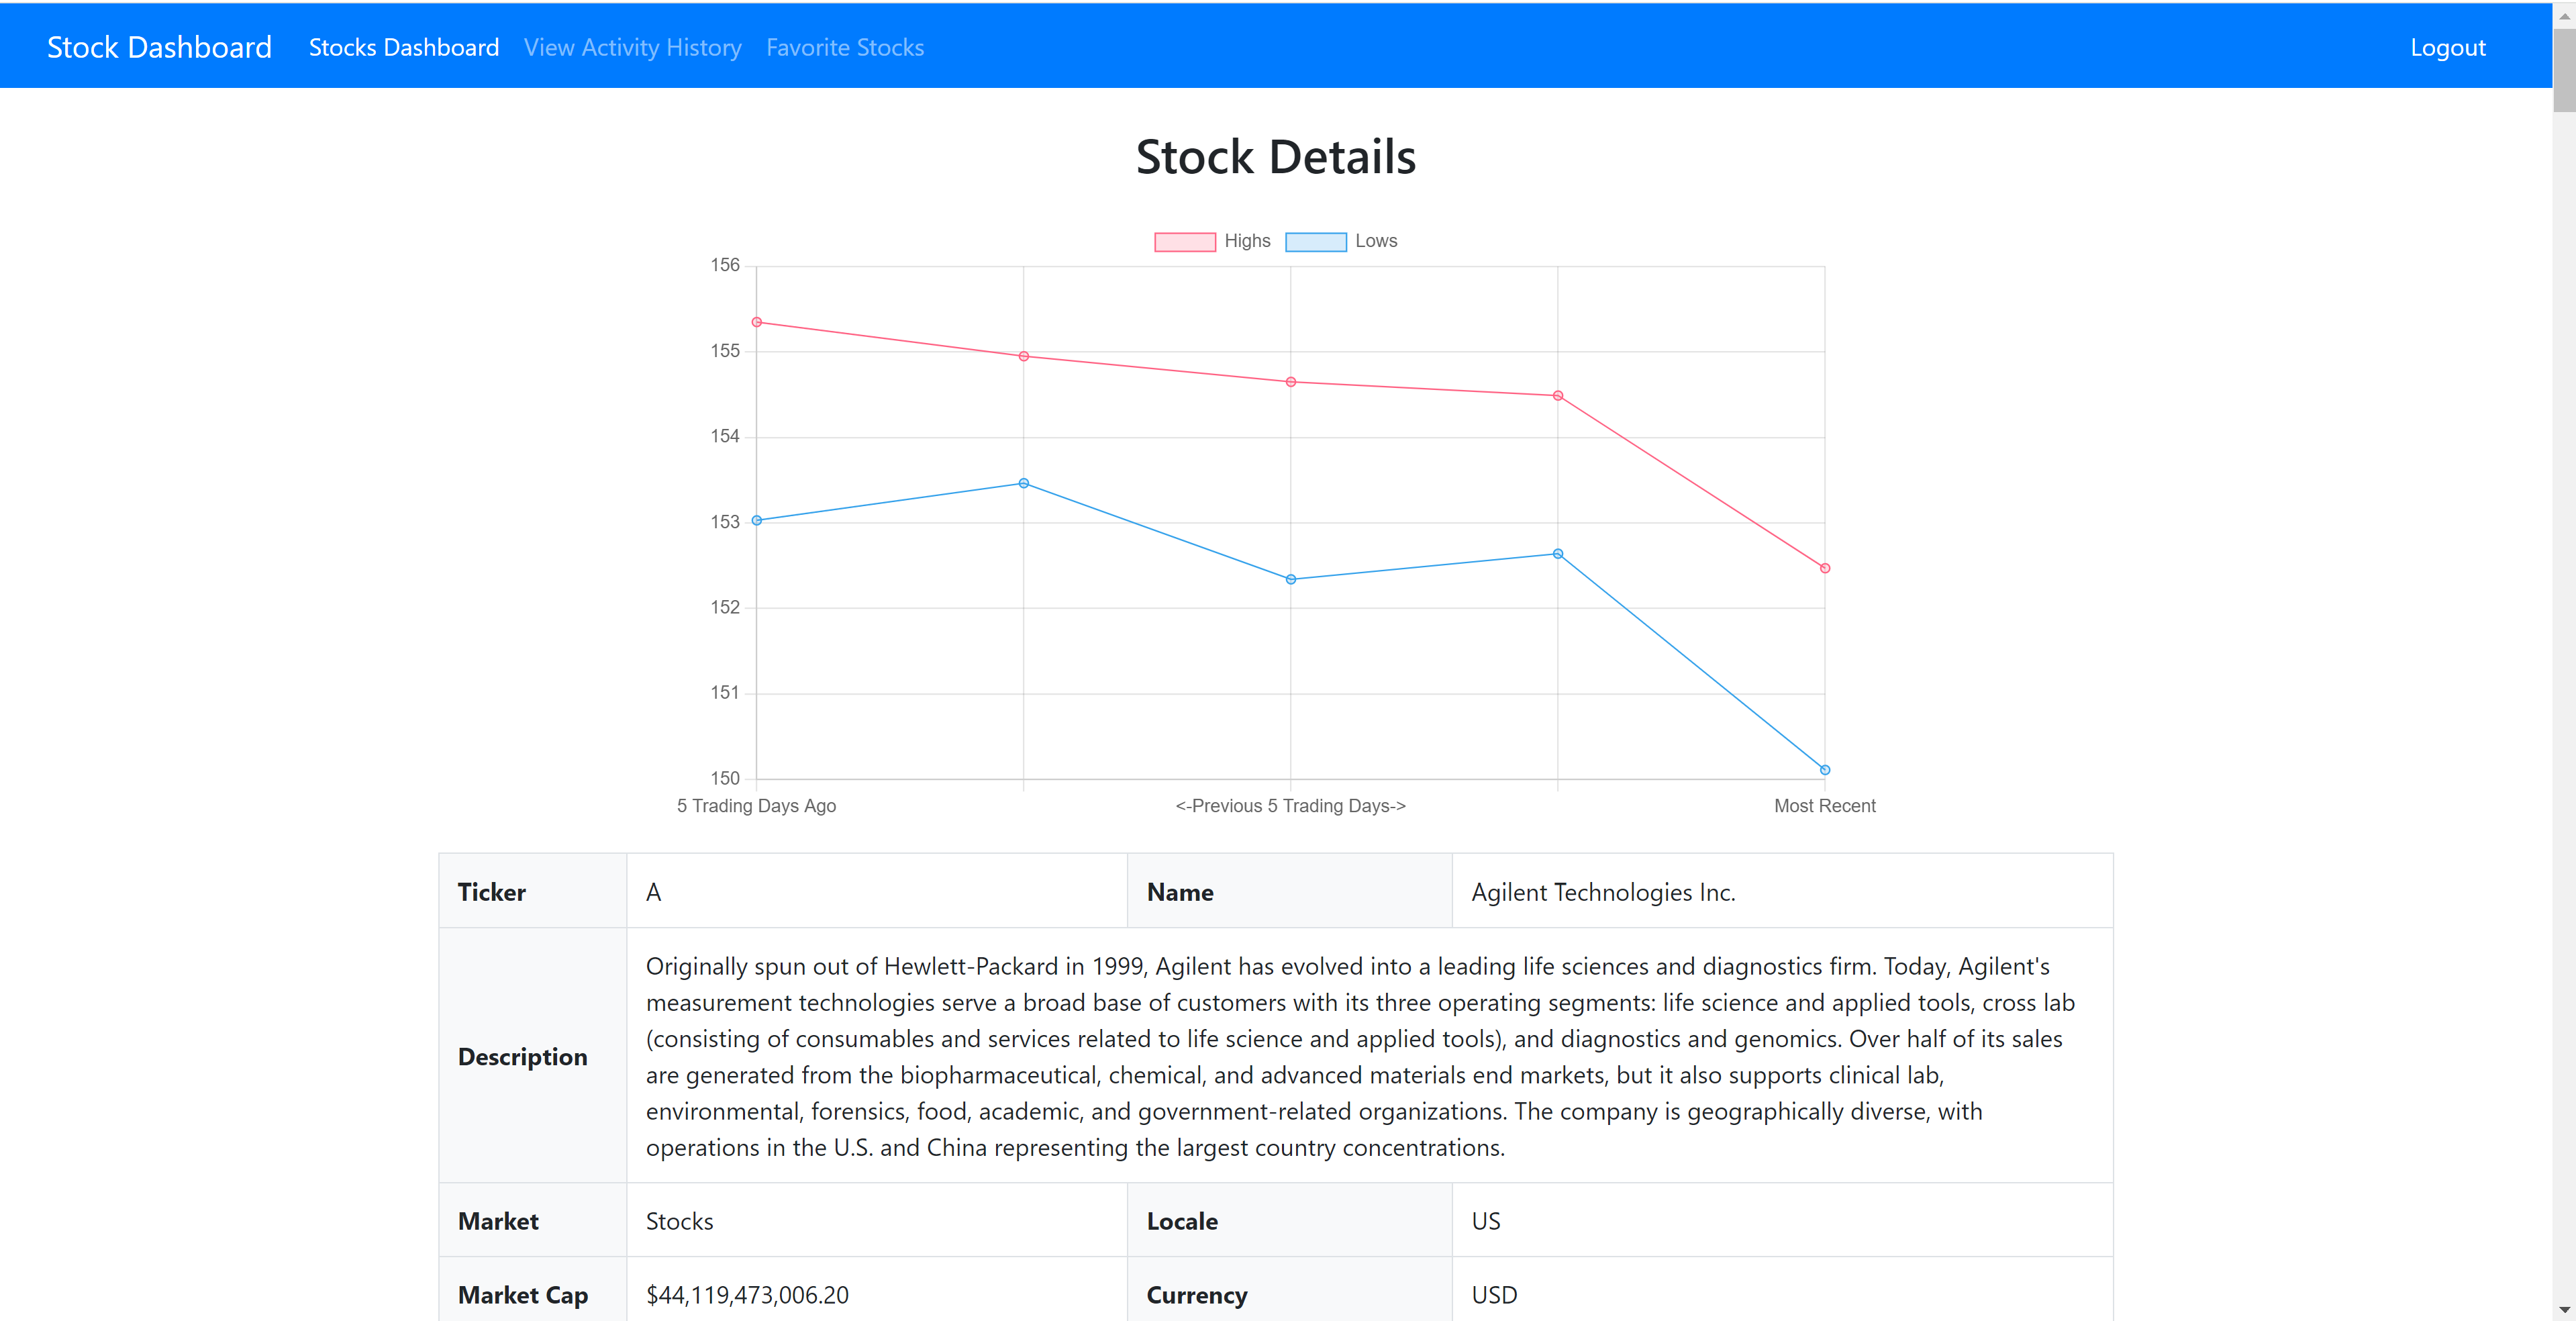 Stock Dashboard Stocks Dashboard View Activity History Favorite Stocks Logout
Stock Details
Highs Lows
156
155
154
153
152
151
150
5 Trading Days Ago <-Previous 5 Trading Days-> Most Recent
Ticker A Name Agilent Technologies Inc.
Description
Originally spun out of Hewlett-Packard in 1999, Agilent has evolved into a leading life sciences and diagnostics firm. Today, Agilent's
measurement technologies serve a broad base of customers with its three operating segments: life science and applied tools, cross lab
(consisting of consumables and services related to life science and applied tools), and diagnostics and genomics. Over half of its sales
are generated from the biopharmaceutical, chemical, and advanced materials end markets, but it also supports clinical lab,
environmental, forensics, food, academic, and government-related organizations. The company is geographically diverse, with
operations in the U.S. and China representing the largest country concentrations.
Market Stocks Locale US
Market Cap $44,119,473,006.20 Currency USD